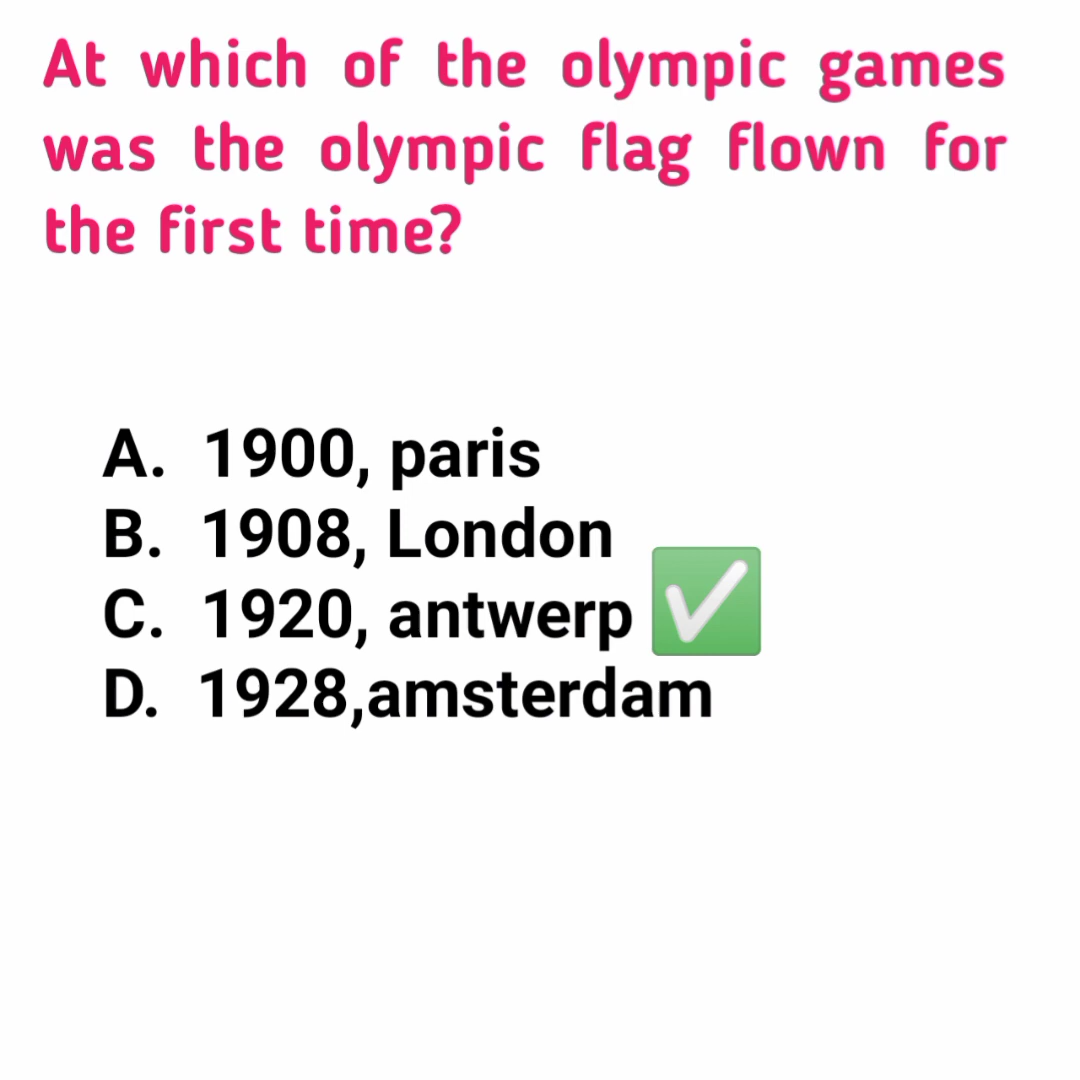 At which of the olympic games
was the olympic flag flown for
the first time?
A. 1900, paris
B. 1908, London
C. 1920, antwerp ✅
D. 1928,amsterdam